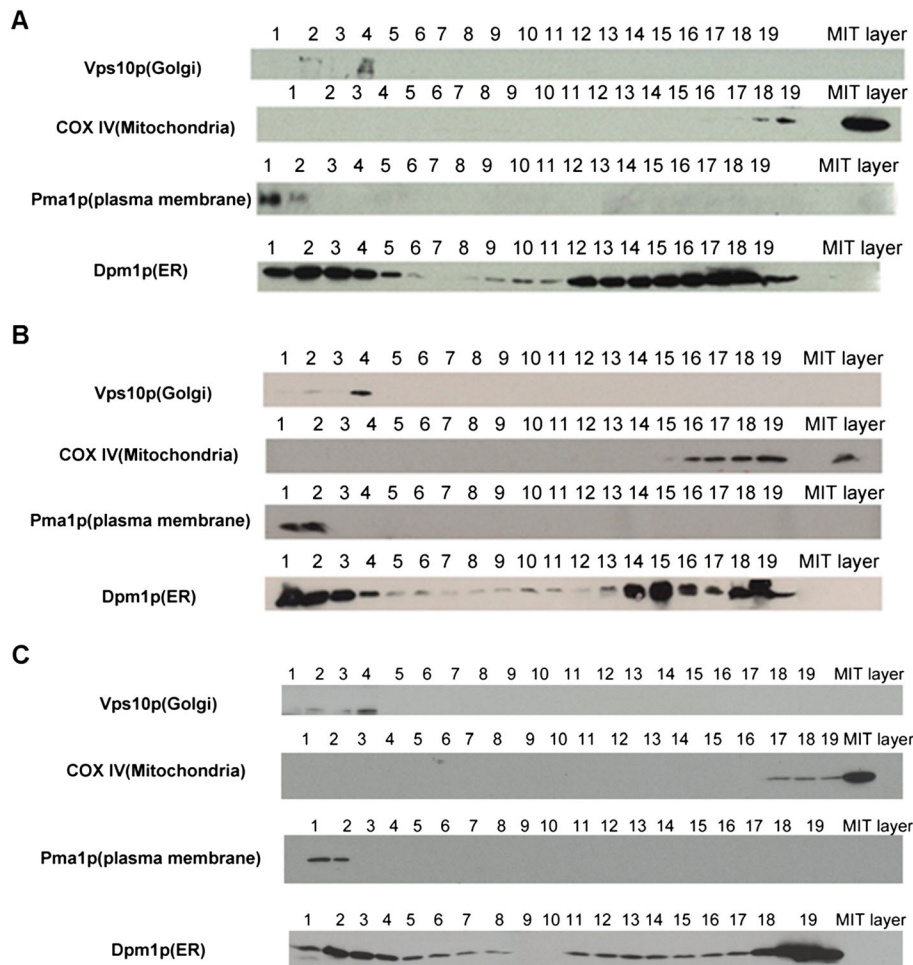 A
1 2 3 4 5 6 7 8 9 10 11 12 13 14 15 16 17 18 19 MIT layer
Vps10p(Golgi)
1 2 3 4 5 6 7 8 9 10 11 12 13 14 15 16 17 18 19 MIT layer
COX IV(Mitochondria)
1 2 3 4 5 6 7 8 9 10 11 12 13 14 15 16 17 18 19 MIT layer
Pma1p(plasma membrane)
1 2 3 4 5 6 7 8 9 10 11 12 13 14 15 16 17 18 19 MIT layer
Dpm1p(ER)
B
1 2 3 4 5 6 7 8 9 10 11 12 13 14 15 16 17 18 19 MIT layer
Vps10p(Golgi)
1 2 3 4 5 6 7 8 9 10 11 12 13 14 15 16 17 18 19 MIT layer
COX IV(Mitochondria)
1 2 3 4 5 6 7 8 9 10 11 12 13 14 15 16 17 18 19 MIT layer
Pma1p(plasma membrane)
1 2 3 4 5 6 7 8 9 10 11 12 13 14 15 16 17 18 19 MIT layer
Dpm1p(ER)
C
1 2 3 4 5 6 7 8 9 10 11 12 13 14 15 16 17 18 19 MIT layer
Vps10p(Golgi)
1 2 3 4 5 6 7 8 9 10 11 12 13 14 15 16 17 18 19 MIT layer
COX IV(Mitochondria)
1 2 3 4 5 6 7 8 9 10 11 12 13 14 15 16 17 18 19 MIT layer
Pma1p(plasma membrane)
1 2 3 4 5 6 7 8 9 10 11 12 13 14 15 16 17 18 19 MIT layer
Dpm1p(ER)